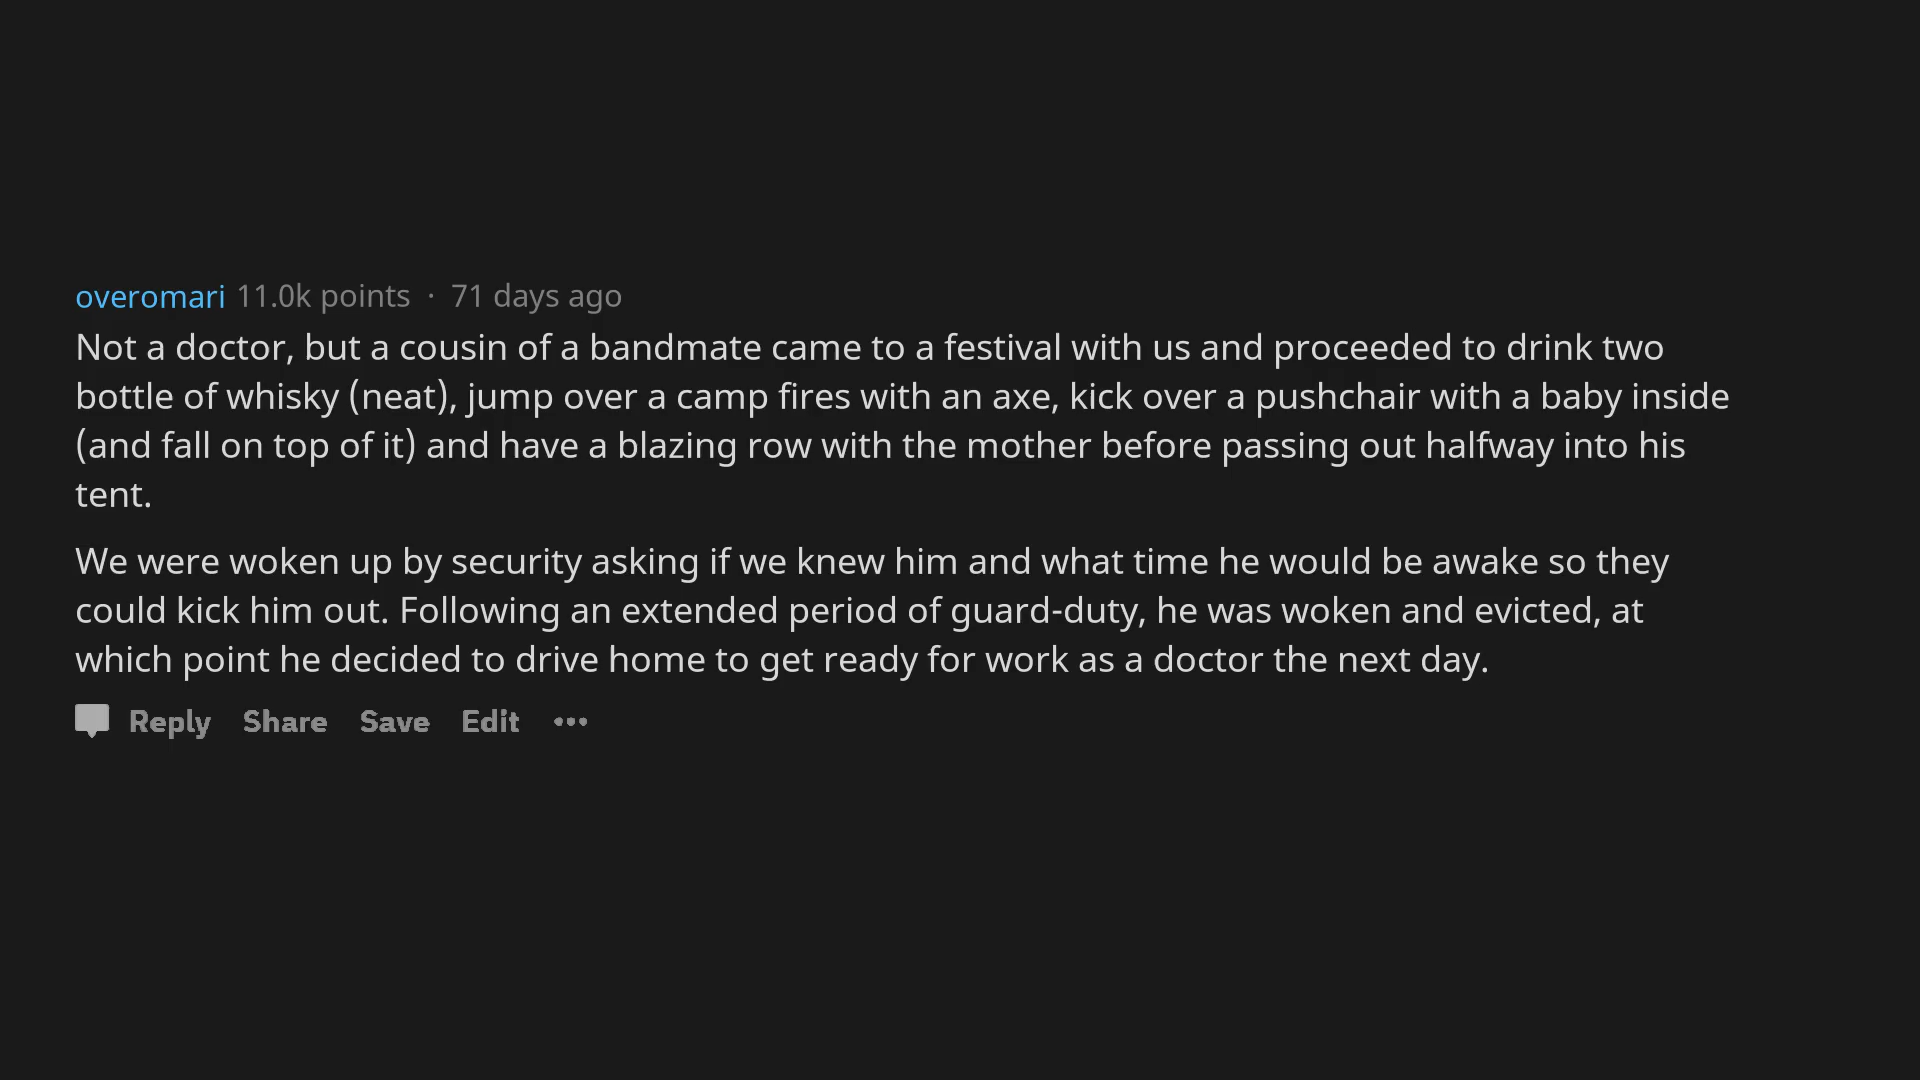 overomari 11.0k points · 71 days ago
Not a doctor, but a cousin of a bandmate came to a festival with us and proceeded to drink two
bottle of whisky (neat), jump over a camp fires with an axe, kick over a pushchair with a baby inside
(and fall on top of it) and have a blazing row with the mother before passing out halfway into his
tent.
We were woken up by security asking if we knew him and what time he would be awake so they
could kick him out. Following an extended period of guard-duty, he was woken and evicted, at
which point he decided to drive home to get ready for work as a doctor the next day.
Reply Share Save Edit •••